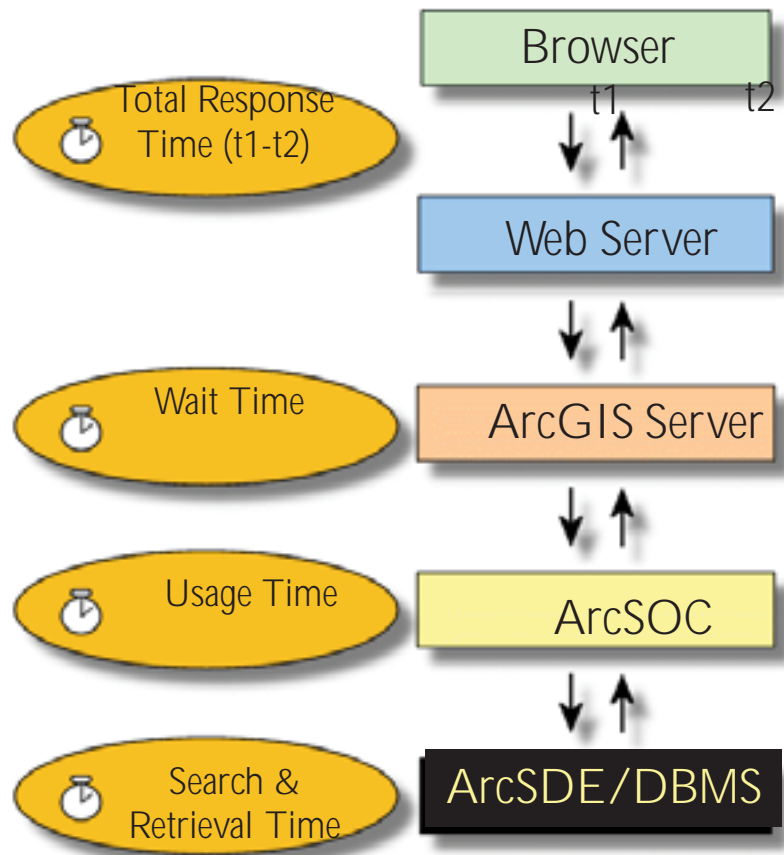 Browser
t1 t2
Total Response
Time (t1-t2)
Web Server
Wait Time
ArcGIS Server
Usage Time
ArcSOC
Search &
Retrieval Time
ArcSDE/DBMS